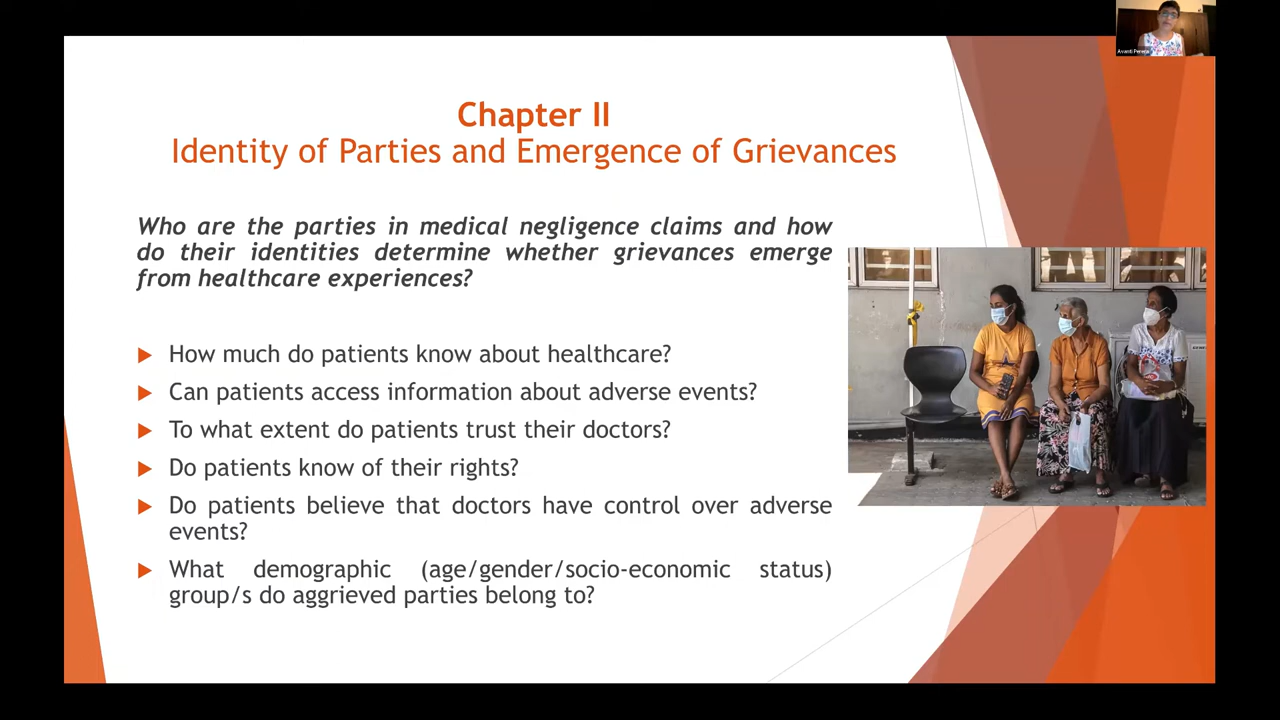 Chapter II
Identity of Parties and Emergence of Grievances
Who are the parties in medical negligence claims and how
do their identities determine whether grievances emerge
from healthcare experiences?
How much do patients know about healthcare?
Can patients access information about adverse events?
To what extent do patients trust their doctors?
Do patients know of their rights?
Do patients believe that doctors have control over adverse
events?
What demographic (age/gender/socio-economic status)
group/s do aggrieved parties belong to?
Avanti Perera